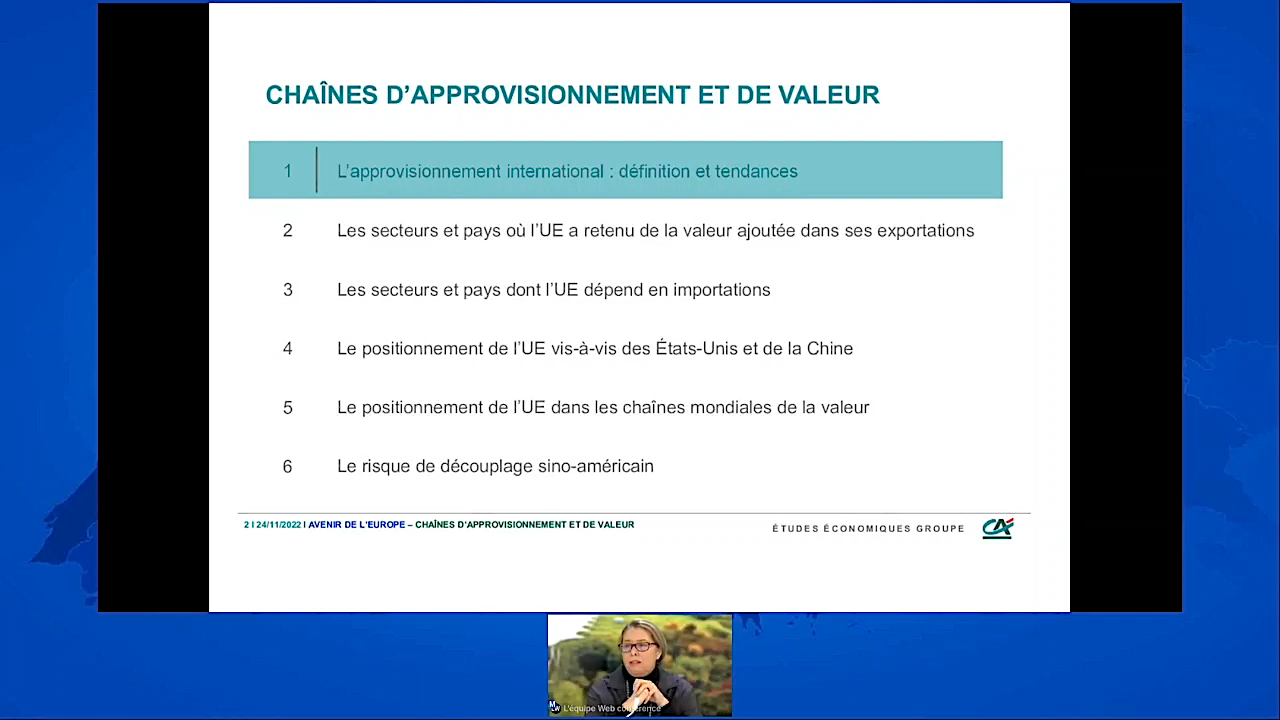 CHAÎNES D'APPROVISIONNEMENT ET DE VALEUR
1 L'approvisionnement international : définition et tendances
2 Les secteurs et pays où l'UE a retenu de la valeur ajoutée dans ses exportations
3 Les secteurs et pays dont l'UE dépend en importations
4 Le positionnement de l'UE vis-à-vis des États-Unis et de la Chine
5 Le positionnement de l'UE dans les chaînes mondiales de la valeur
6 Le risque de découplage sino-américain
2 I 24/11/2022 I AVENIR DE L'EUROPE – CHAÎNES D'APPROVISIONNEMENT ET DE VALEUR
ÉTUDES ÉCONOMIQUES GROUPE
CA
L'équipe Web conférence